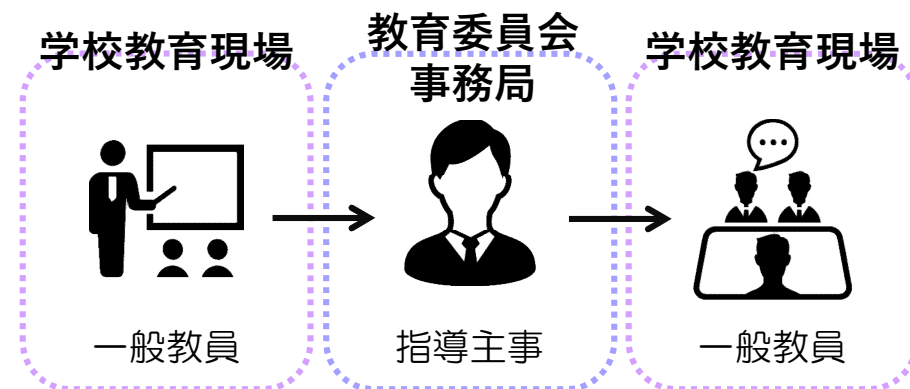 学校教育現場
教育委員会
事務局
学校教育現場
一般教員
指導主事
一般教員